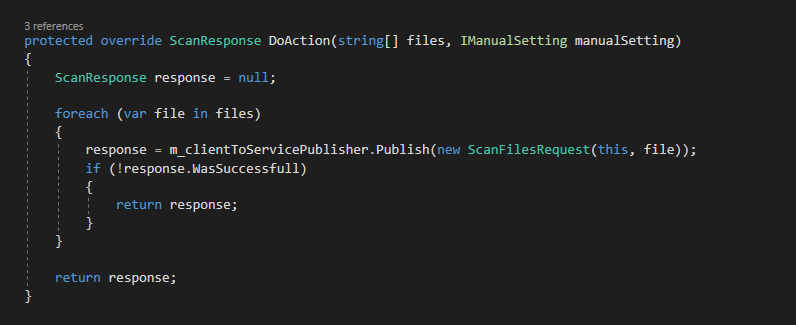 3 references
protected override ScanResponse DoAction(string[] files, IManualSetting manualSetting)
{
ScanResponse response = null;
foreach (var file in files)
{
response = m_clientToServicePublisher.Publish(new ScanFilesRequest(this, file));
if (!response.WasSuccessfull)
{
return response;
}
}
return response;
}